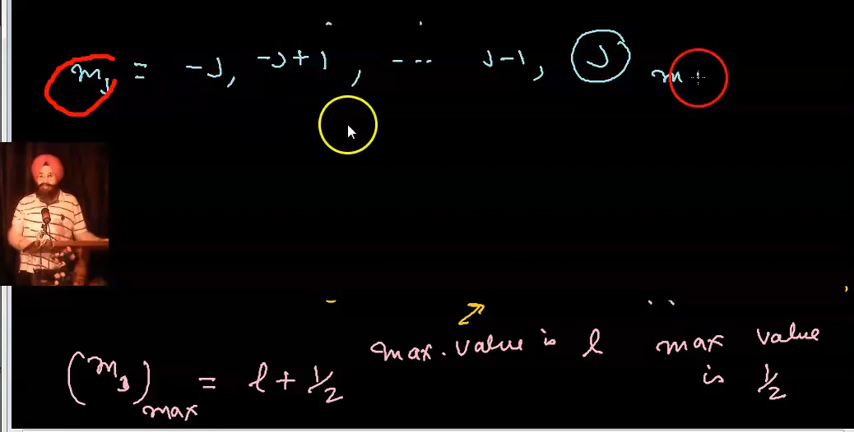 m_j = -J, -J+1, --- J-1, J m
max. value is l max value is 1/2
(m_J)_max = l + 1/2